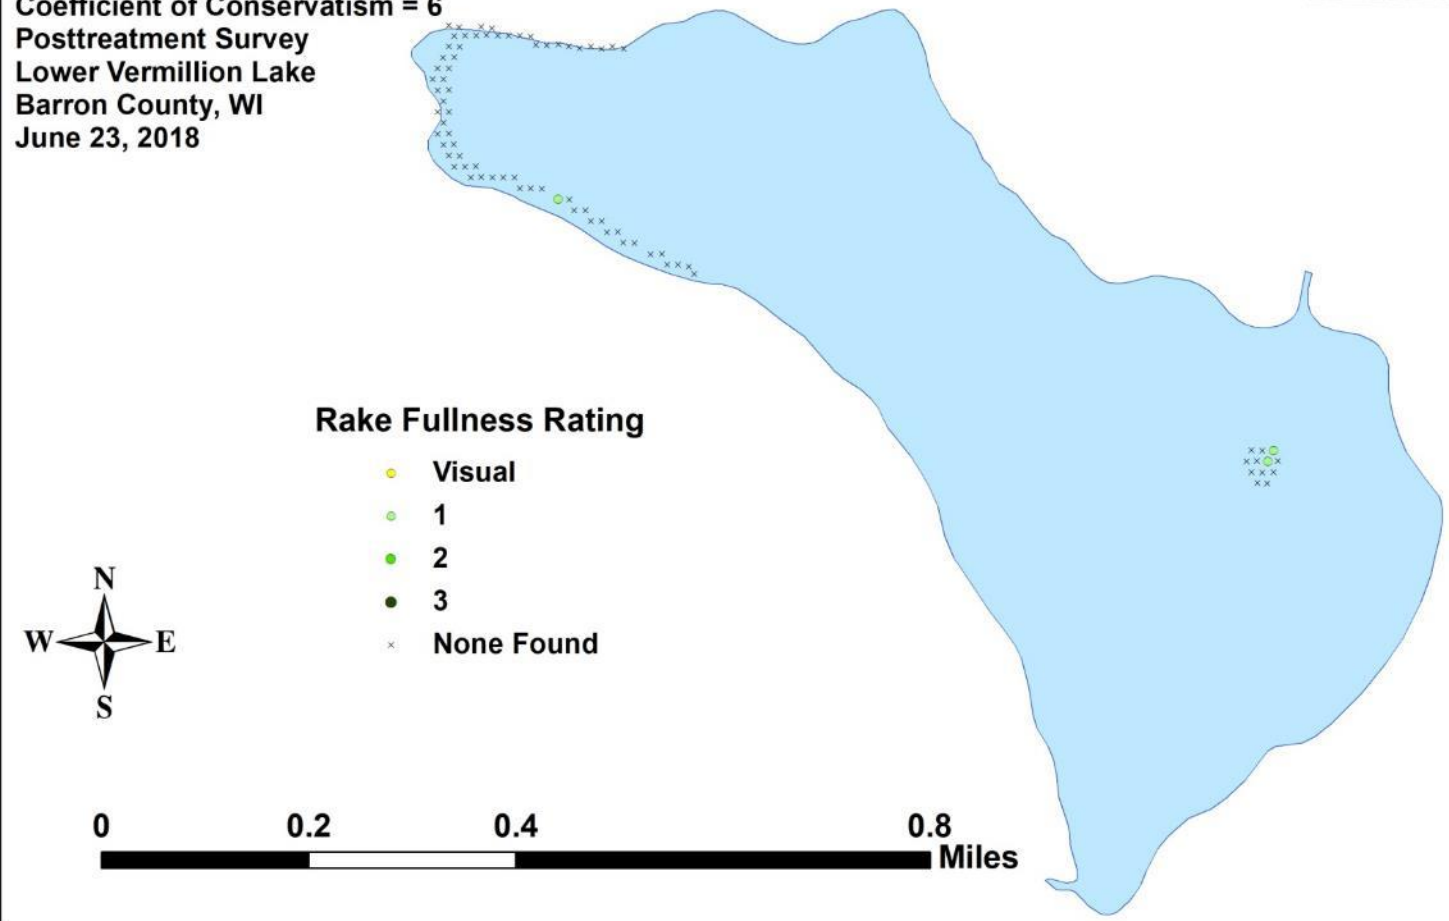 Coefficient of Conservatism = 6
Posttreatment Survey
Lower Vermillion Lake
Barron County, WI
June 23, 2018
Rake Fullness Rating
Visual
1
2
3
None Found
N
W E
S
0 0.2 0.4 0.8
Miles